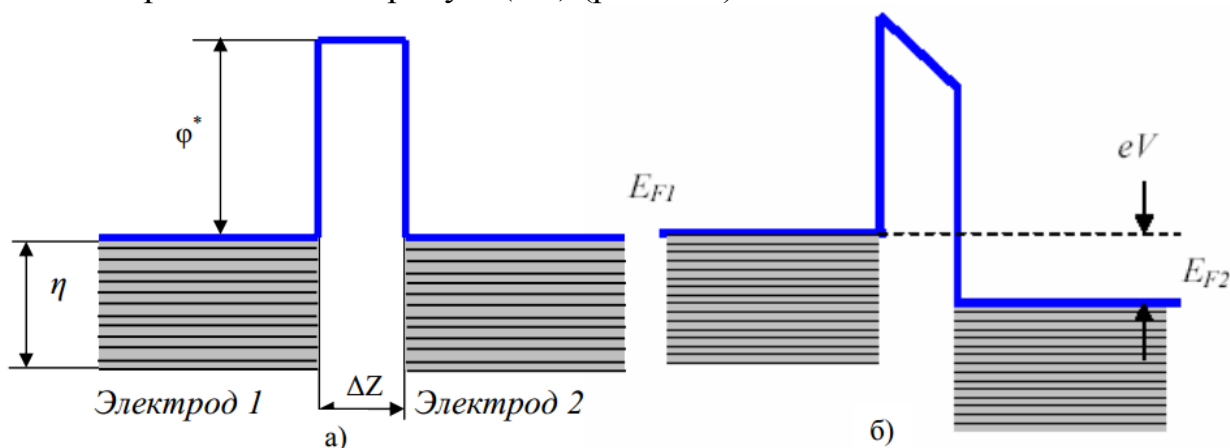 φ*
η
Электрод 1
ΔZ
Электрод 2
а)
eV
E_F1
E_F2
б)